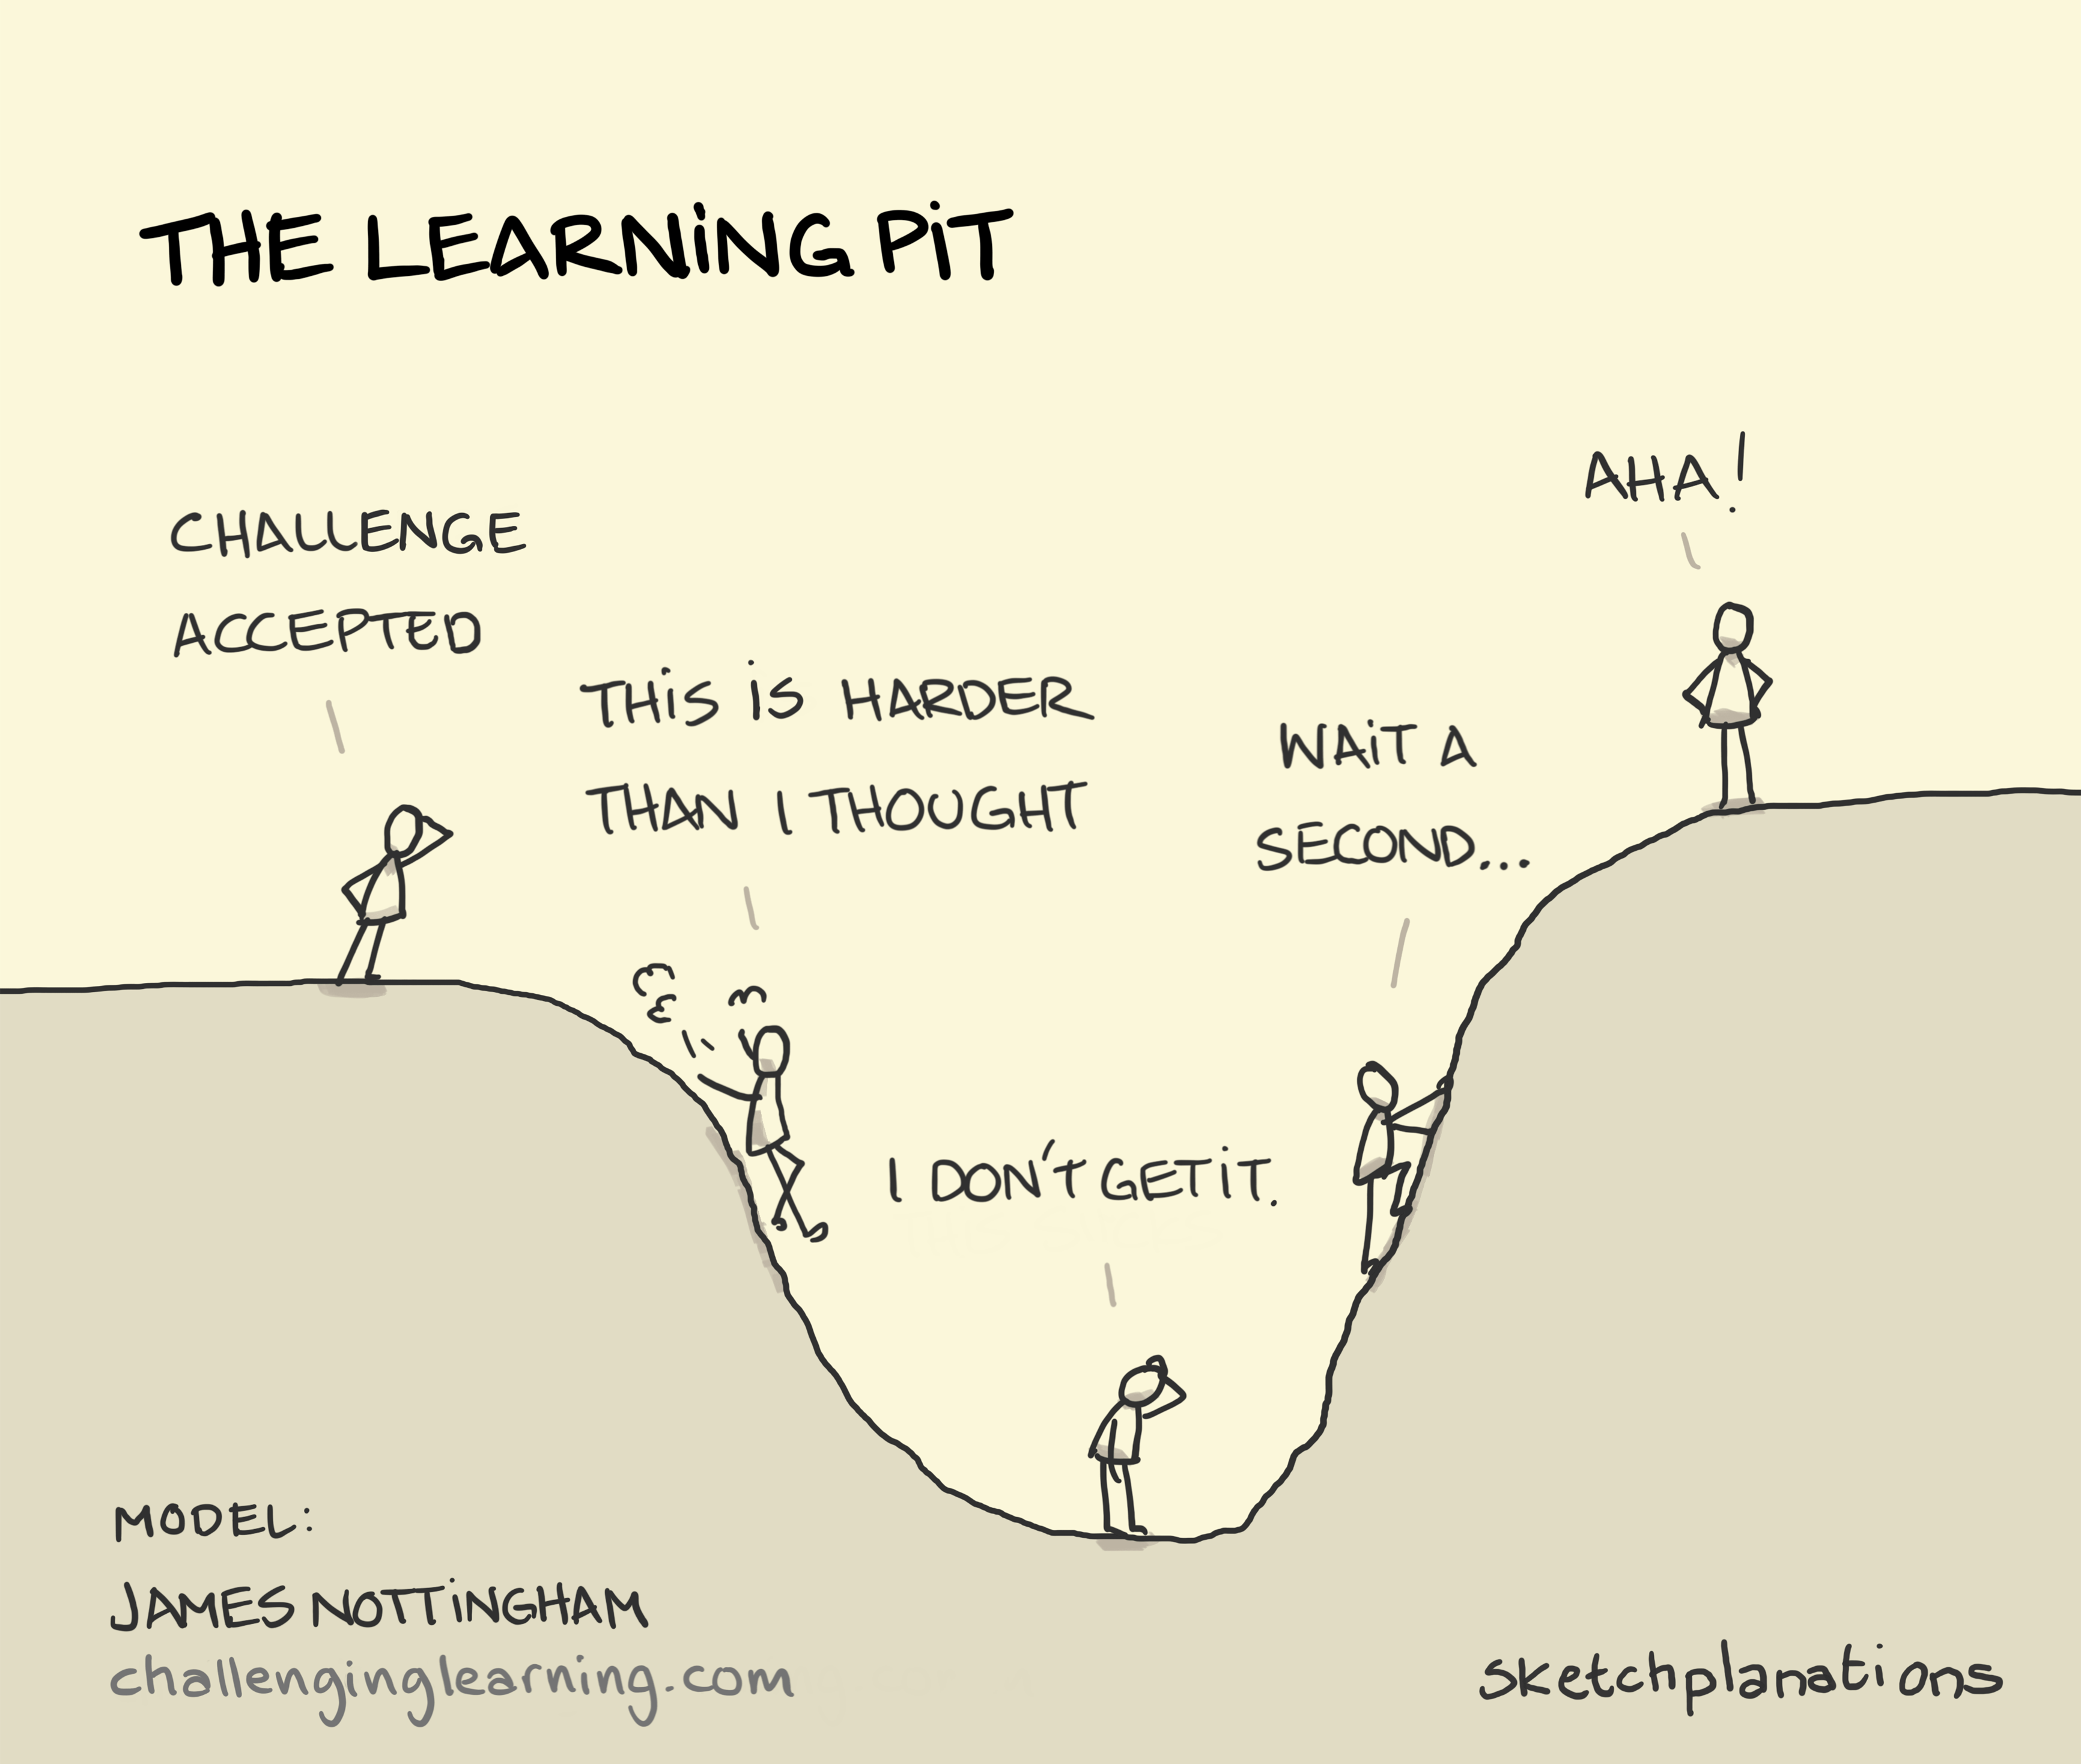 THE LEARNING PIT
AHA!
CHALLENGE
ACCEPTED
THIS IS HARDER
THAN I THOUGHT
WAIT A
SECOND...
I DON'T GET IT.
MODEL:
JAMES NOTTINGHAM
challenginglearning.com
sketchplanations